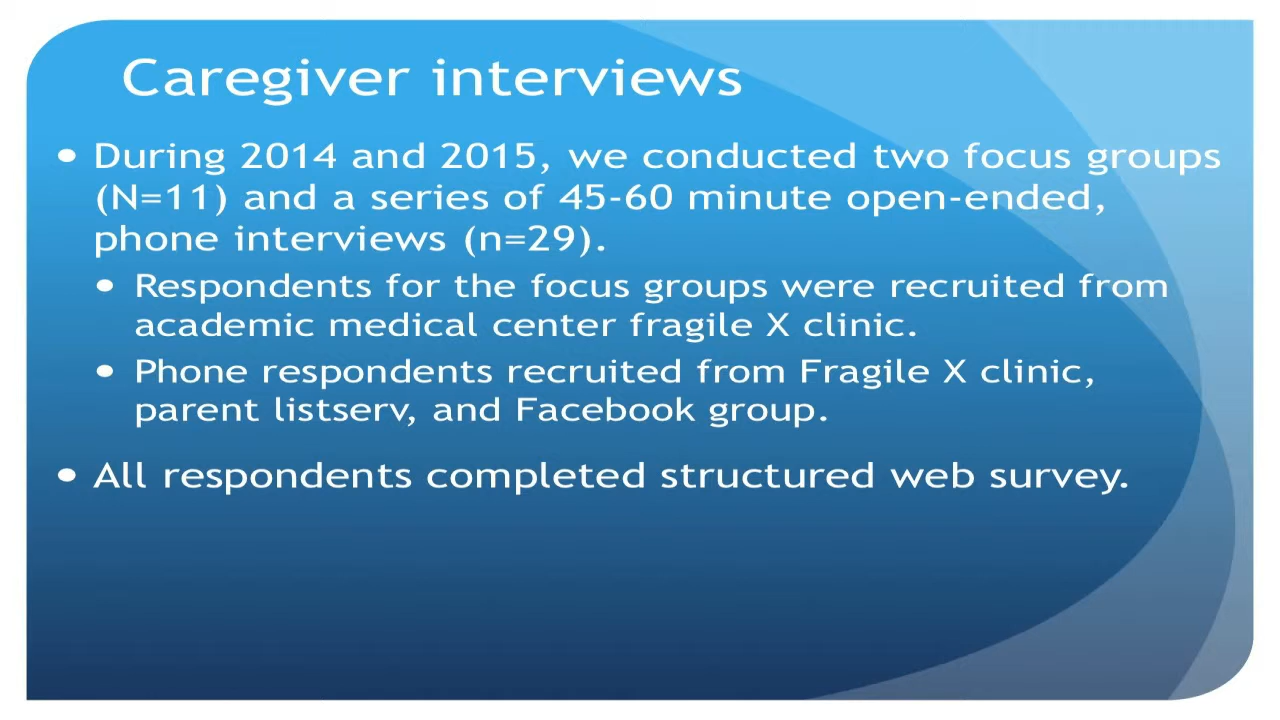 Caregiver interviews
• During 2014 and 2015, we conducted two focus groups
(N=11) and a series of 45-60 minute open-ended,
phone interviews (n=29).
• Respondents for the focus groups were recruited from
academic medical center fragile X clinic.
• Phone respondents recruited from Fragile X clinic,
parent listserv, and Facebook group.
• All respondents completed structured web survey.